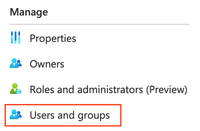 Manage
Properties
Owners
Roles and administrators (Preview)
Users and groups